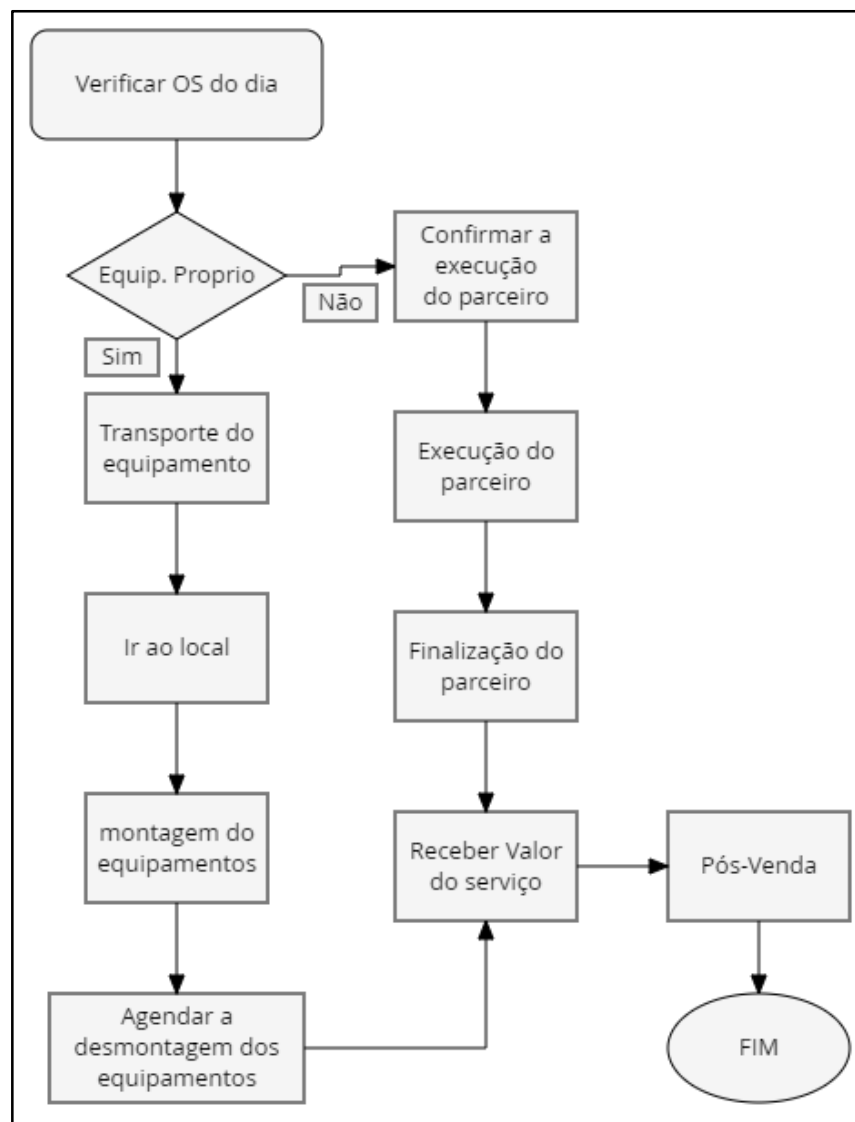 Verificar OS do dia
Equip. Proprio
Não
Sim
Confirmar a
execução
do parceiro
Transporte do
equipamento
Execução do
parceiro
Ir ao local
Finalização do
parceiro
montagem do
equipamentos
Receber Valor
do serviço
Pós-Venda
Agendar a
desmontagem dos
equipamentos
FIM